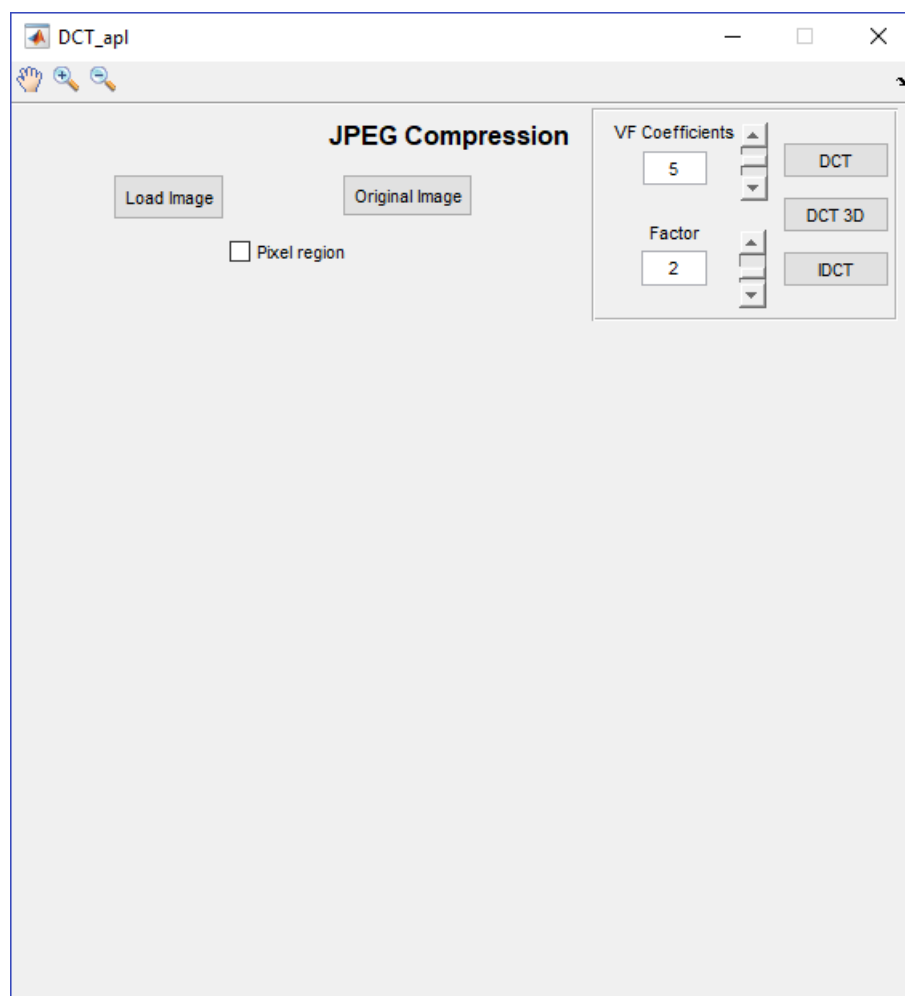 DCT_apl
JPEG Compression
Load Image
Original Image
Pixel region
VF Coefficients
5
Factor
2
DCT
DCT 3D
IDCT